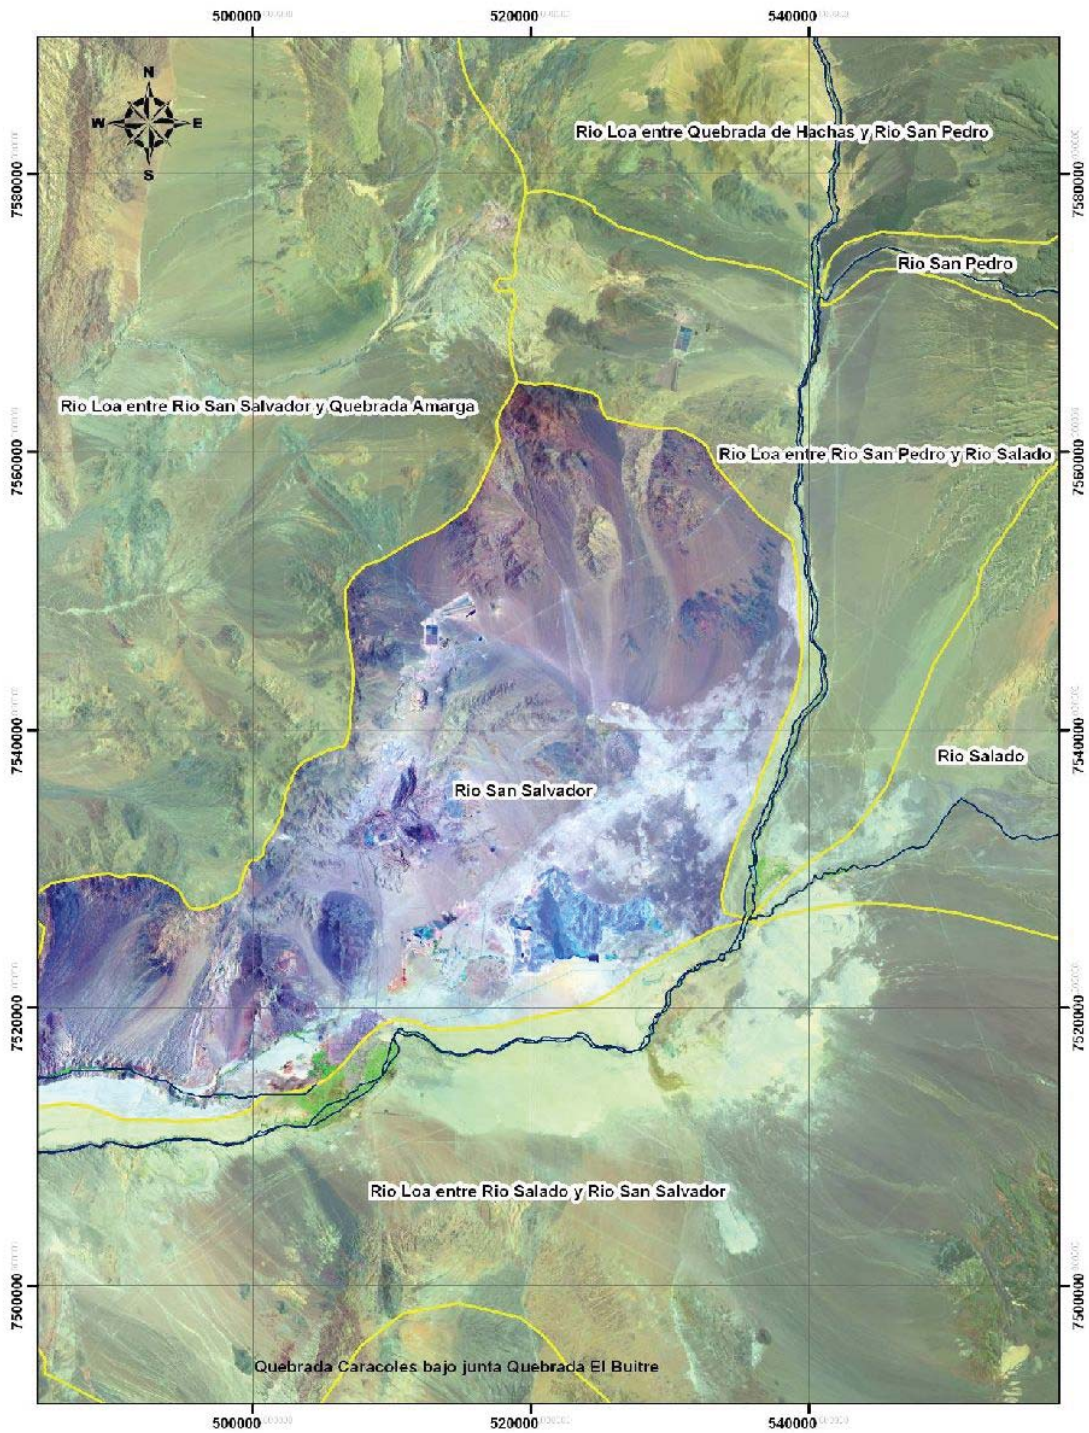 500000 520000 540000
N
W E
S
Rio Loa entre Quebrada de Hachas y Rio San Pedro
7580000 7580000
Rio San Pedro
Rio Loa entre Rio San Salvador y Quebrada Amarga
Rio Loa entre Rio San Pedro y Rio Salado
7560000 7560000
7540000 7540000
Rio Salado
Rio San Salvador
7520000 7520000
Rio Loa entre Rio Salado y Rio San Salvador
7500000 7500000
Quebrada Caracoles bajo junta Quebrada El Buitre
500000 520000 540000